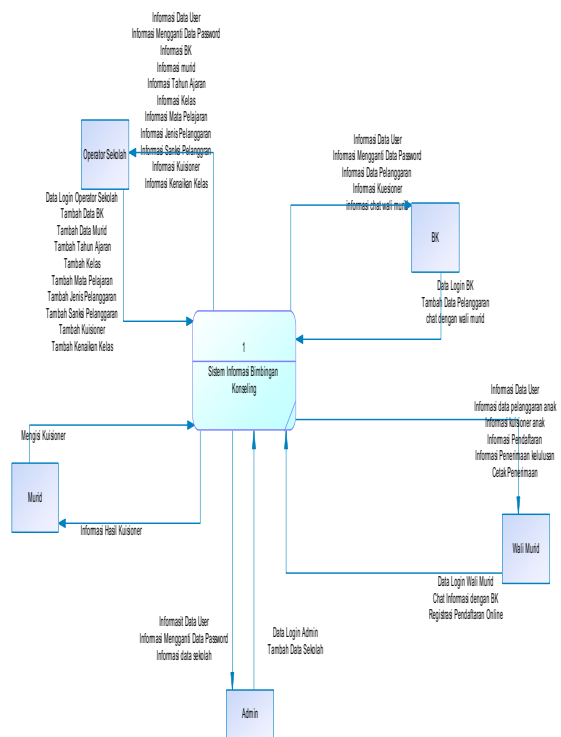 Informasi Data User
Informasi Mengganti Data Password
Informasi BK
Informasi murid
Informasi Tahun Ajaran
Informasi Kelas
Informasi Mata Pelajaran
Informasi Jenis Pelanggaran
Informasi Sanksi Pelanggran
Informasi Kuisioner
Informasi Kenaikan Kelas
Operator Sekolah
Data Login Operator Sekolah
Tambah Data BK
Tambah Data Murid
Tambah Tahun Ajaran
Tambah Kelas
Tambah Mata Pelajaran
Tambah Jenis Pelanggaran
Tambah Sanksi Pelanggaran
Tambah Kuisioner
Tambah Kenaikan Kelas
Informasi Data User
Informasi Mengganti Data Password
Informasi Data Pelanggaran
Informasi Kuesioner
informasi chat wali murid
BK
Data Login BK
Tambah Data Pelanggaran
chat dengan wali murid
1
Sistem Informasi Bimbingan
Konseling
Informasi Data User
Informasi data pelanggaran anak
Informasi kuisioner anak
Informasi Pendaftaran
Informasi Penerimaan kelulusan
Cetak Penerimaan
Wali Murid
Data Login Wali Murid
Chat Informasi dengan BK
Registrasi Pendaftaran Online
Mengisi Kuisioner
Murid
Informasi Hasil Kuisioner
Informasit Data User
Informasi Mengganti Data Password
Informasi data sekolah
Data Login Admin
Tambah Data Sekolah
Admin